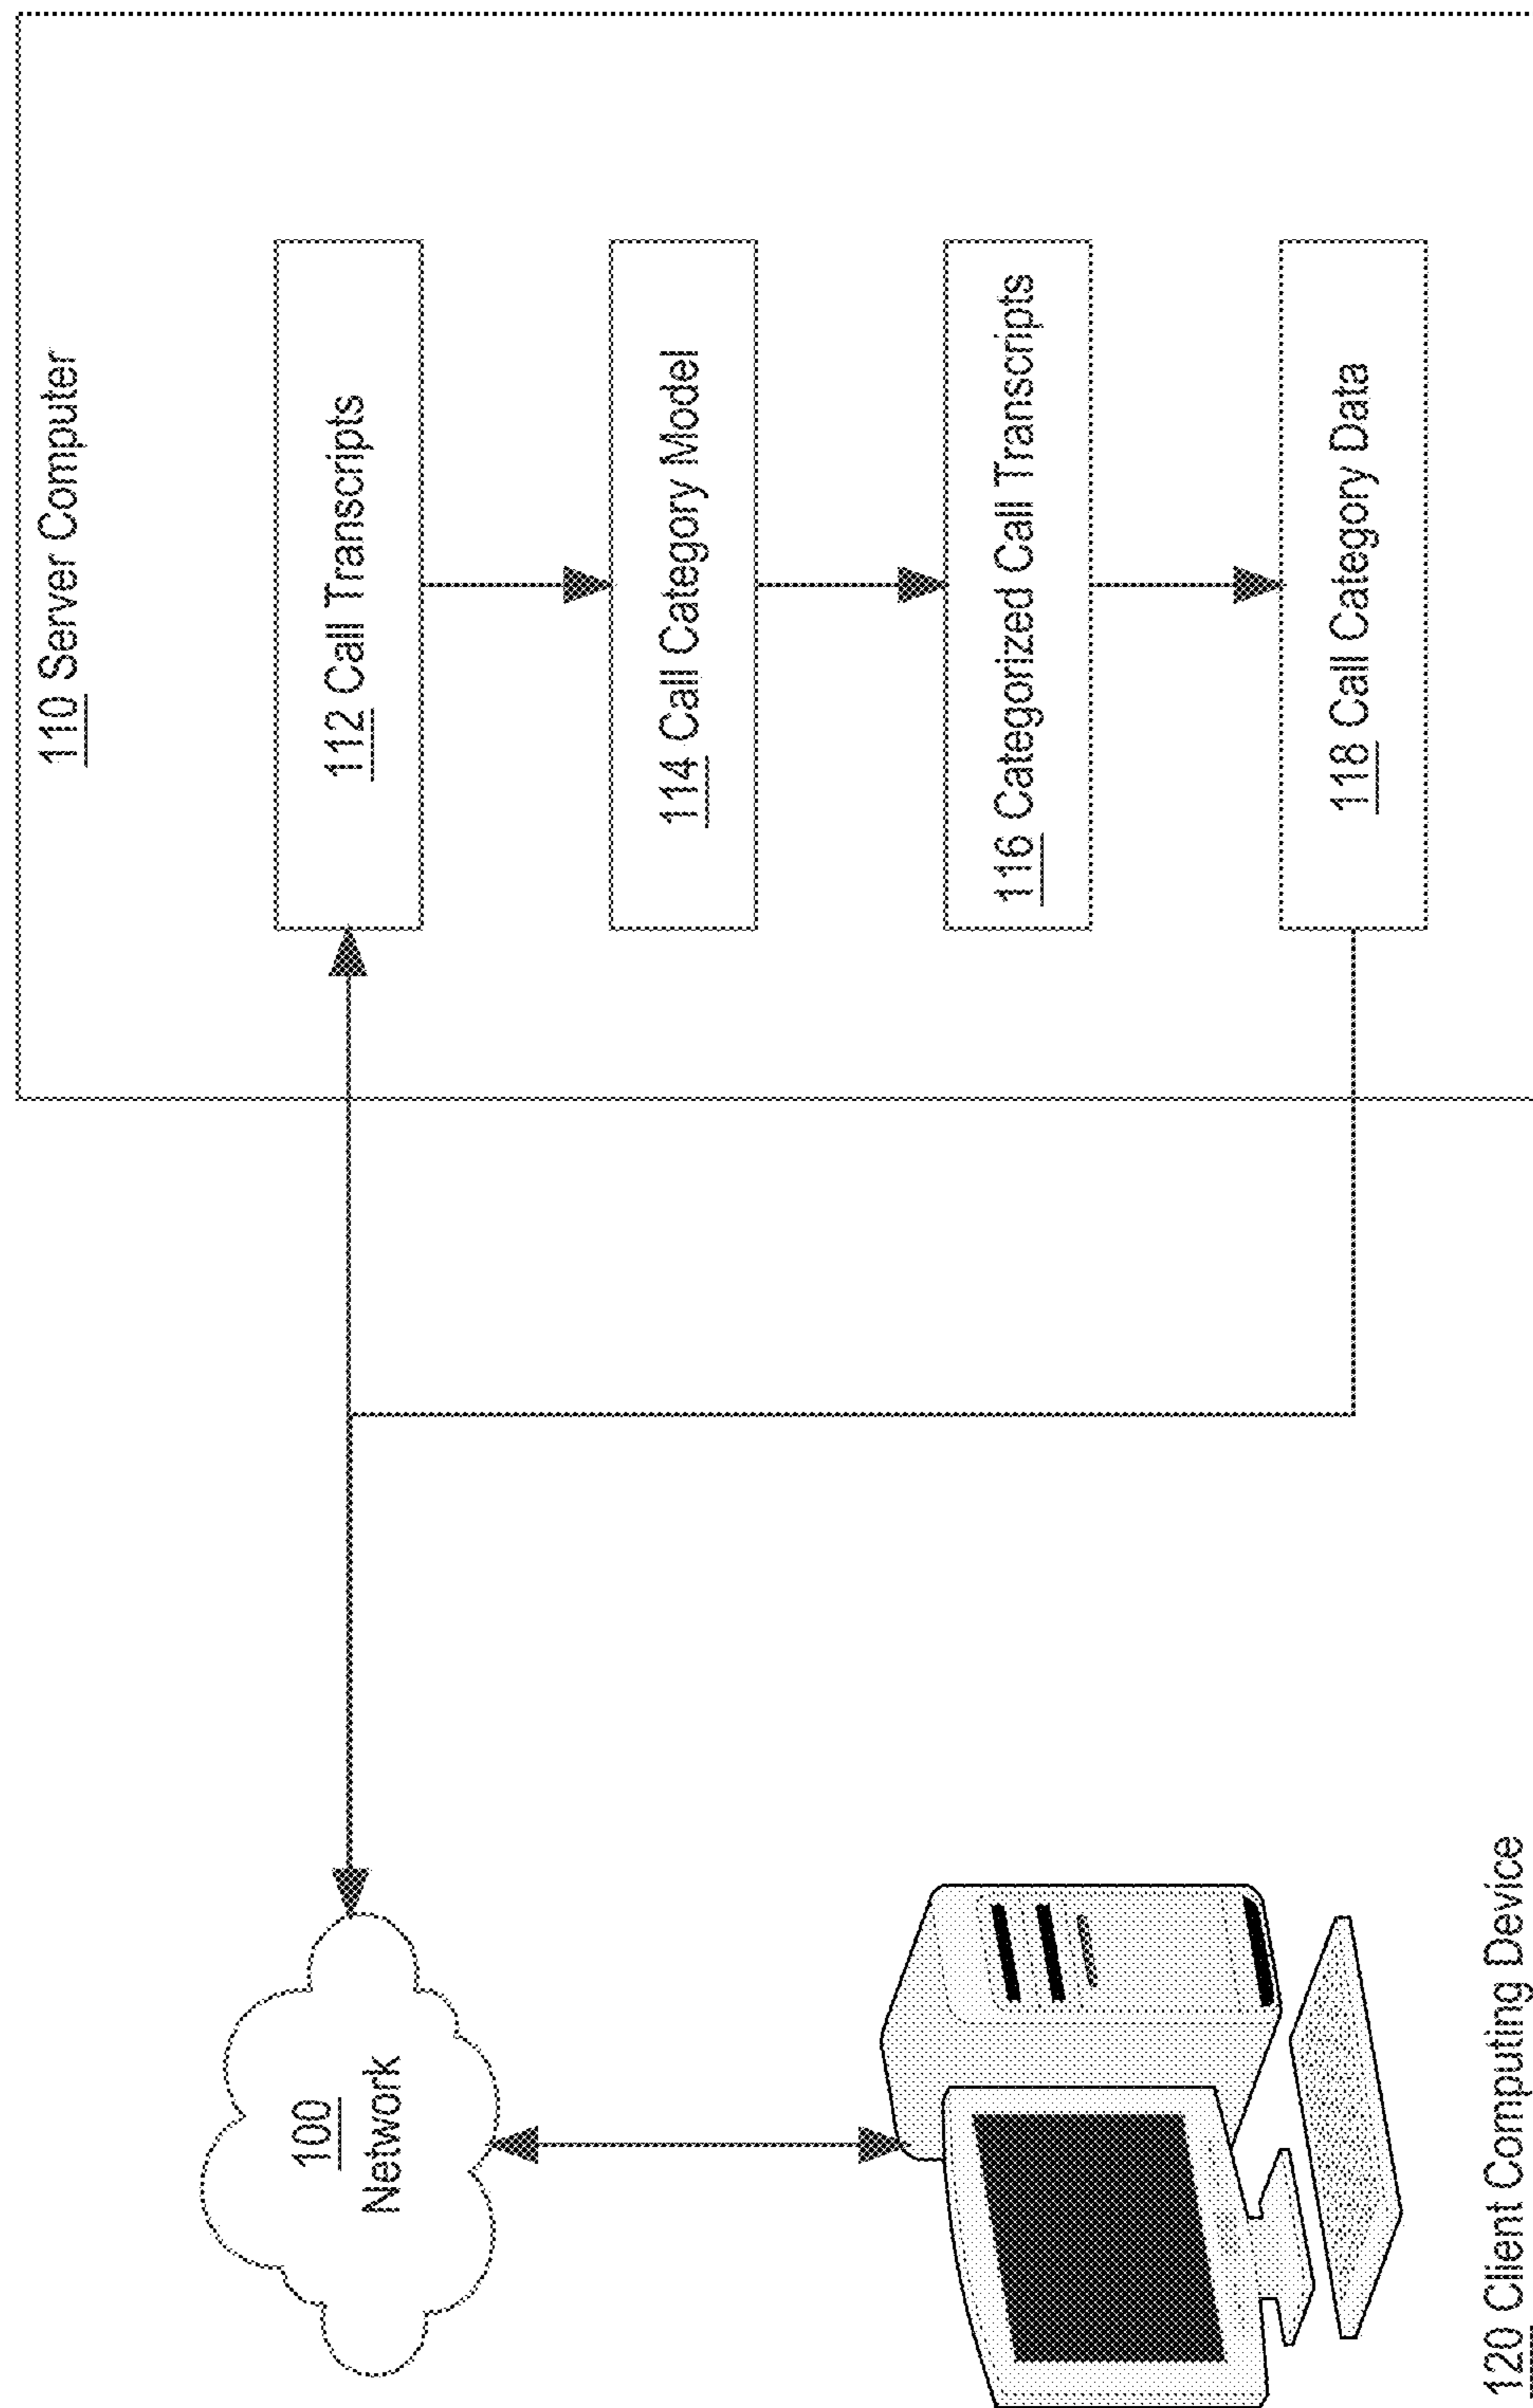 110 Server Computer
112 Call Transcripts
114 Call Category Model
116 Categorized Call Transcripts
118 Call Category Data
100
Network
120 Client Computing Device